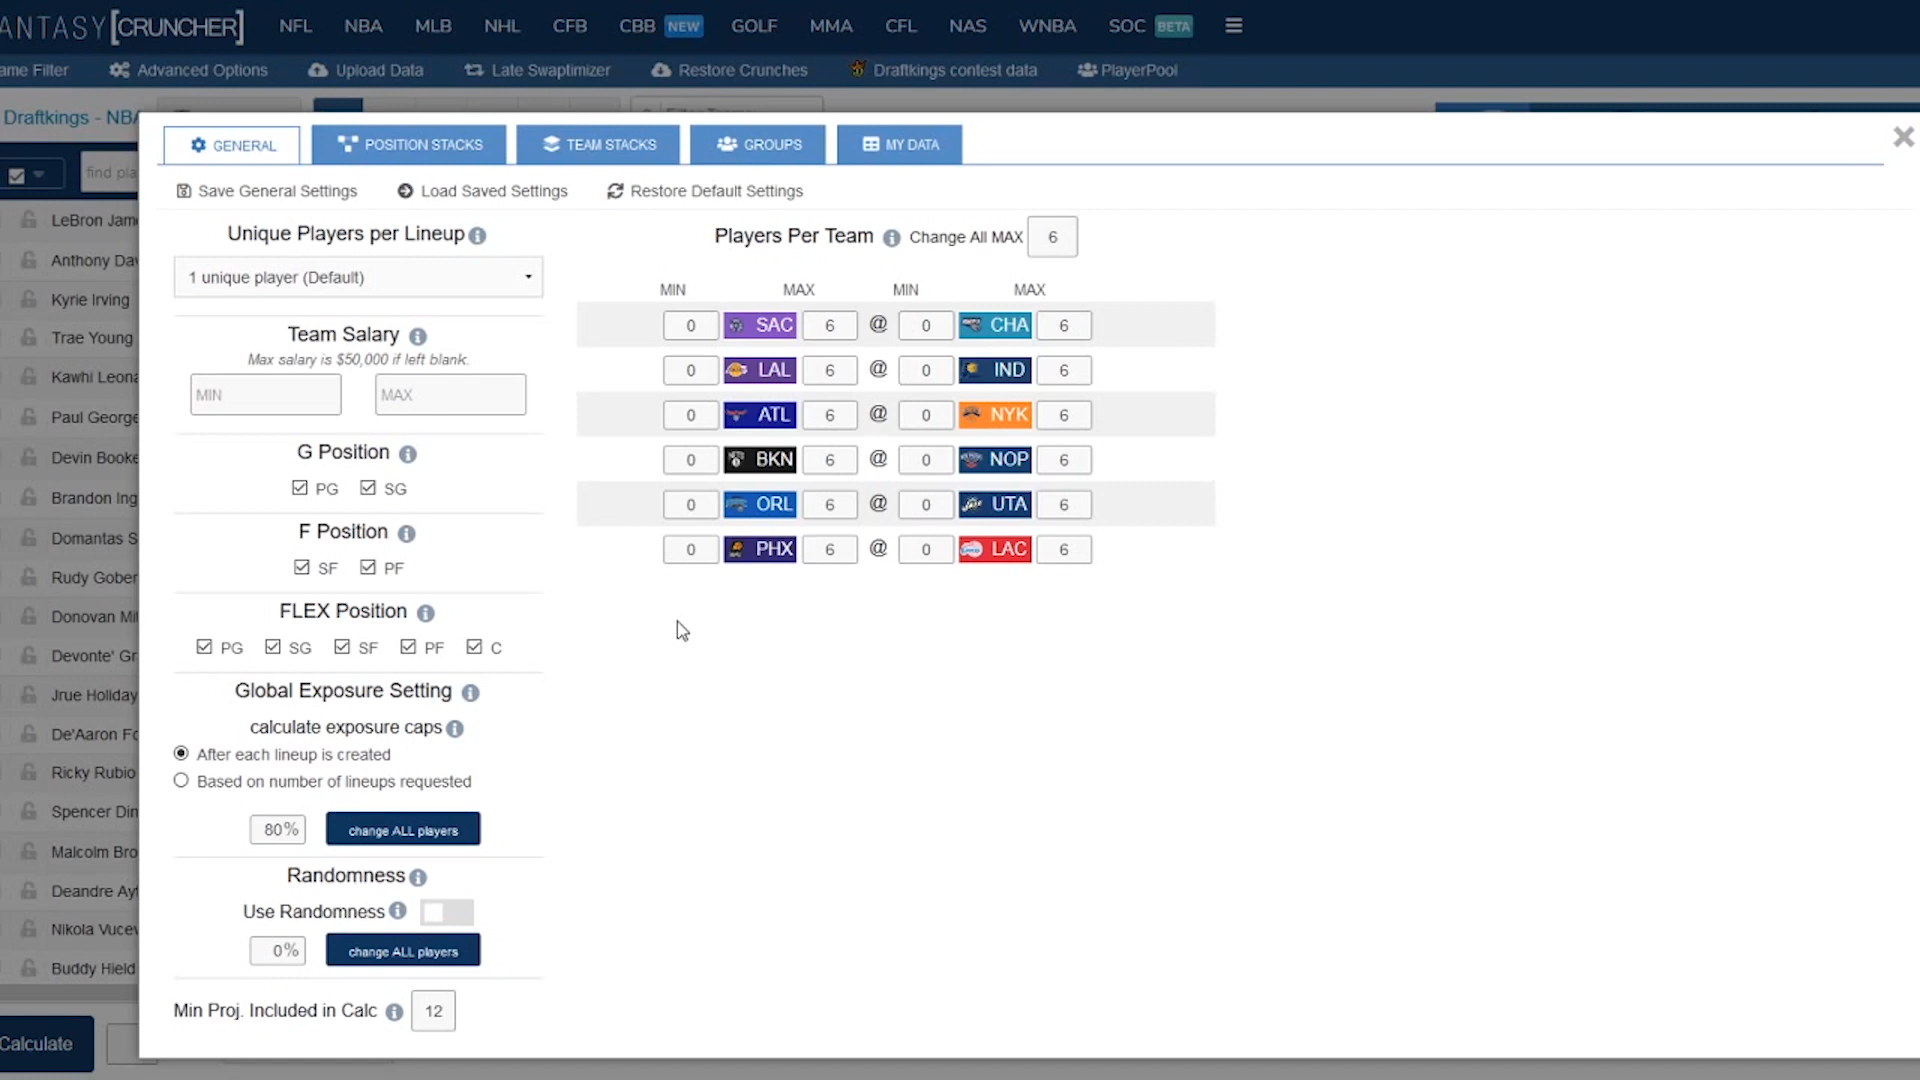 ANTASY[CRUNCHER] NFL NBA MLB NHL CFB CBB NEW GOLF MMA CFL NAS WNBA SOC BETA
ame Filter Advanced Options Upload Data Late Swaptimizer Restore Crunches Draftkings contest data PlayerPool
Draftkings - NBA
GENERAL POSITION STACKS TEAM STACKS GROUPS MY DATA
find pla
Save General Settings Load Saved Settings Restore Default Settings
Unique Players per Lineup
1 unique player (Default)
Team Salary
Max salary is $50,000 if left blank.
MIN MAX
G Position
PG SG
F Position
SF PF
FLEX Position
PG SG SF PF C
Global Exposure Setting
calculate exposure caps
After each lineup is created
Based on number of lineups requested
80% change ALL players
Randomness
Use Randomness
0% change ALL players
Min Proj. Included in Calc 12
Players Per Team Change All MAX 6
MIN MAX MIN MAX
0 SAC 6 @ 0 CHA 6
0 LAL 6 @ 0 IND 6
0 ATL 6 @ 0 NYK 6
0 BKN 6 @ 0 NOP 6
0 ORL 6 @ 0 UTA 6
0 PHX 6 @ 0 LAC 6
LeBron Jam
Anthony Dav
Kyrie Irving
Trae Young
Kawhi Leona
Paul George
Devin Booke
Brandon Ing
Domantas S
Rudy Gober
Donovan Mi
Devonte' Gr
Jrue Holiday
De'Aaron Fo
Ricky Rubio
Spencer Din
Malcolm Bro
Deandre Ay
Nikola Vucev
Buddy Hield
Calculate